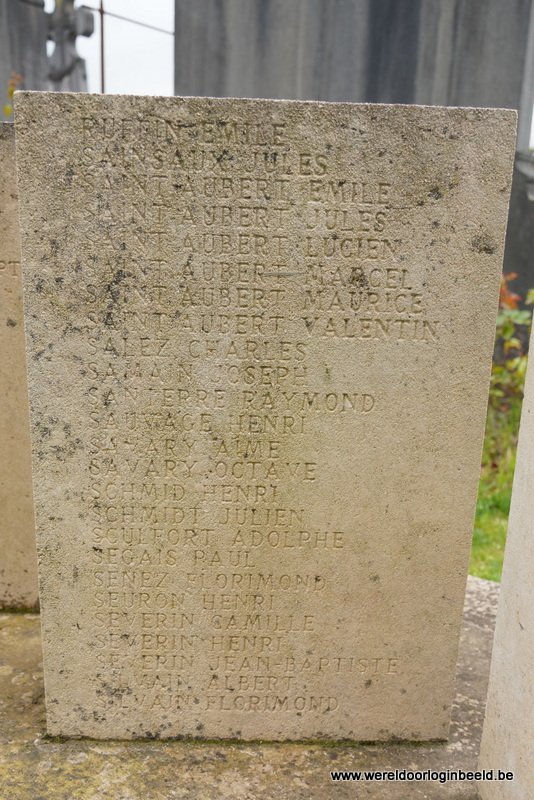 RUFFIN EMILE
SAINSAUX JULES
SAINT AUBERT EMILE
SAINT AUBERT JULES
SAINT AUBERT LUCIEN
SAINT AUBERT MARCEL
SAINT AUBERT MAURICE
SAINT AUBERT VALENTIN
SALEZ CHARLES
SAMAIN JOSEPH
SANTERRE RAYMOND
SAUVAGE HENRI
SAVARY AIME
SAVARY OCTAVE
SCHMID HENRI
SCHMIDT JULIEN
SCULFORT ADOLPHE
SEGAIS PAUL
SENEZ FLORIMOND
SEURON HENRI
SEVERIN CAMILLE
SEVERIN HENRI
SEVERIN JEAN-BAPTISTE
SILVAIN ALBERT
SILVAIN FLORIMOND
www.wereldoorloginbeeld.be